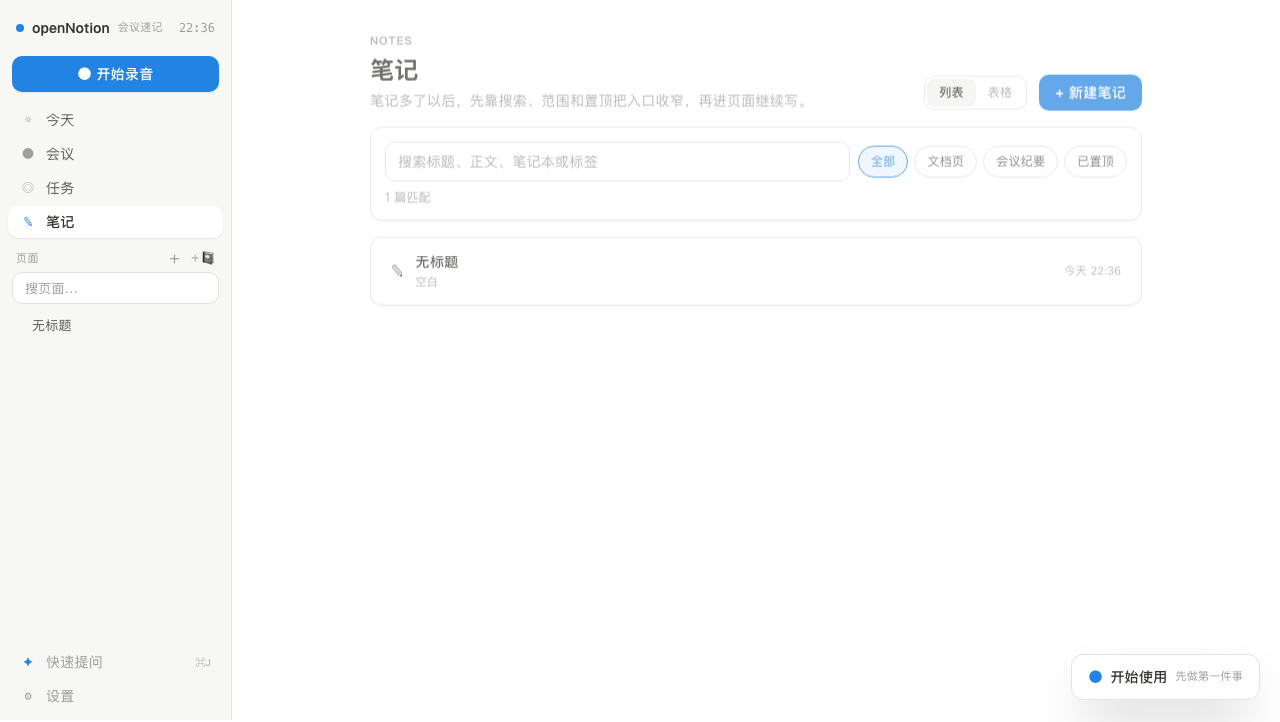 openNotion 会议速记 22:36
开始录音
今天
会议
任务
笔记
页面 + +
搜页面...
无标题
快速提问 ⌘J
设置
NOTES
笔记
笔记多了以后，先靠搜索、范围和置顶把入口收窄，再进页面继续写。
列表 表格 + 新建笔记
搜索标题、正文、笔记本或标签 全部 文档页 会议纪要 已置顶
1 篇匹配
无标题
空白
今天 22:36
开始使用 先做第一件事